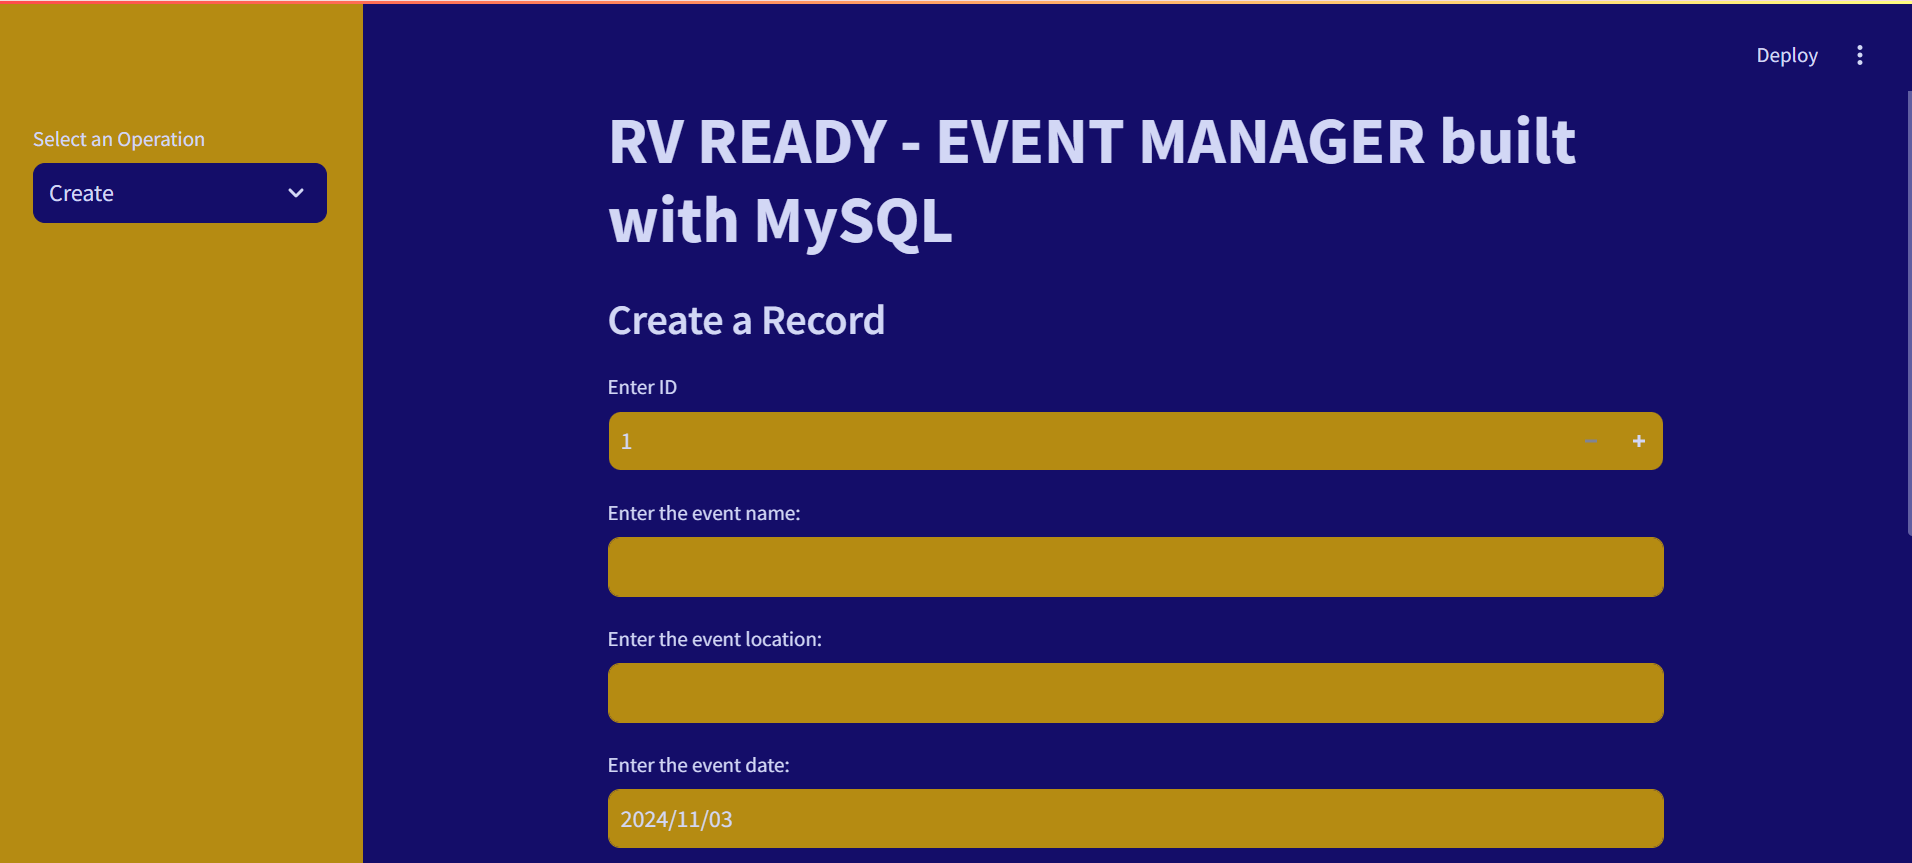 Deploy
Select an Operation
Create
RV READY - EVENT MANAGER built
with MySQL
Create a Record
Enter ID
1
Enter the event name:
Enter the event location:
Enter the event date:
2024/11/03